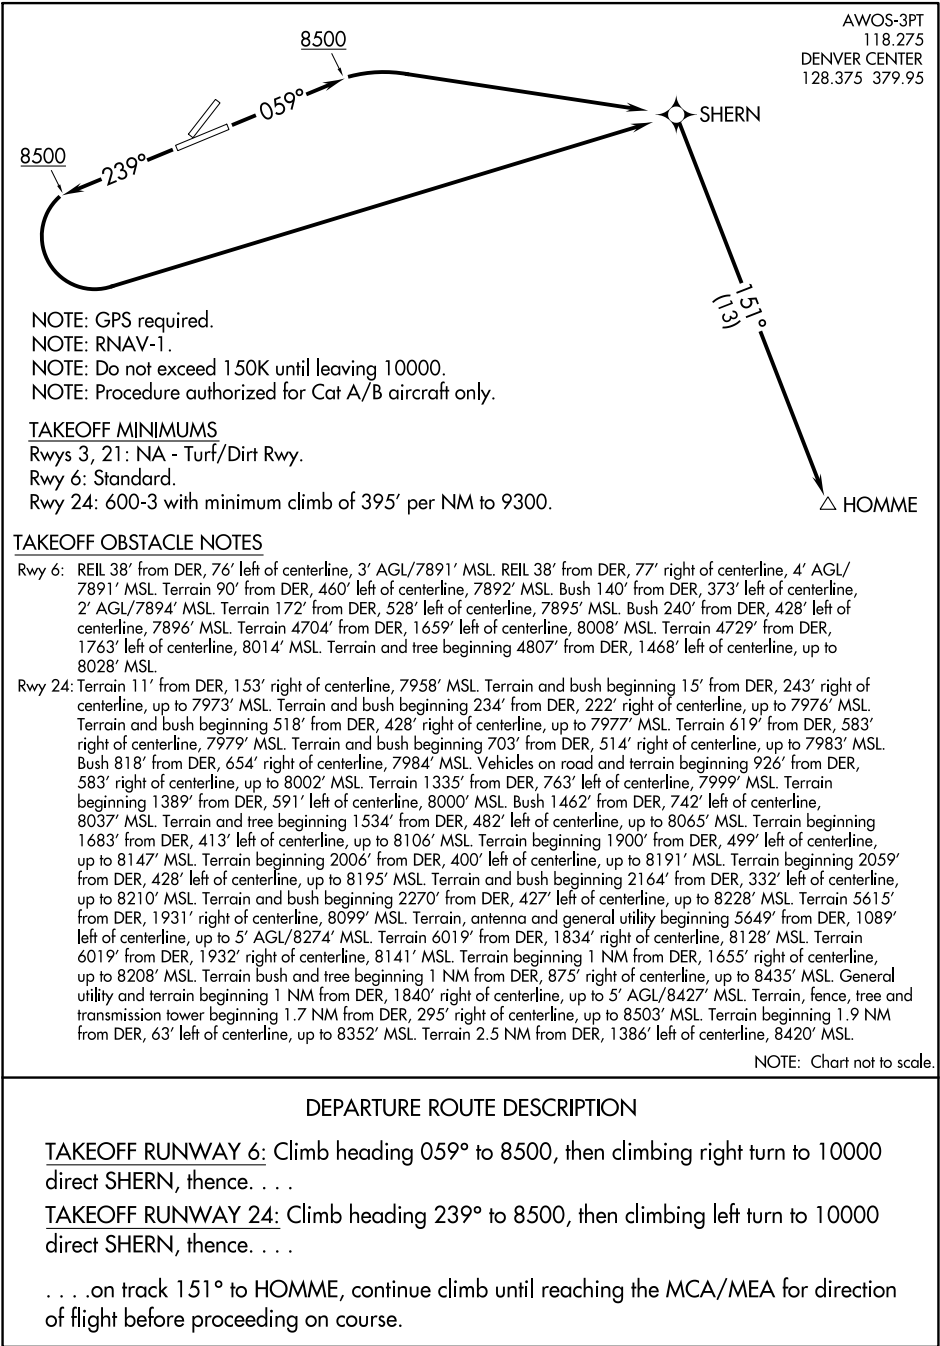 AWOS-3PT
118.275
DENVER CENTER
128.375 379.95
8500
059°
SHERN
8500
239°
151°
(13)
HOMME
NOTE: GPS required.
NOTE: RNAV-1.
NOTE: Do not exceed 150K until leaving 10000.
NOTE: Procedure authorized for Cat A/B aircraft only.
TAKEOFF MINIMUMS
Rwys 3, 21: NA - Turf/Dirt Rwy.
Rwy 6: Standard.
Rwy 24: 600-3 with minimum climb of 395' per NM to 9300.
TAKEOFF OBSTACLE NOTES
Rwy 6: REIL 38' from DER, 76' left of centerline, 3' AGL/7891' MSL. REIL 38' from DER, 77' right of centerline, 4' AGL/
7891' MSL. Terrain 90' from DER, 460' left of centerline, 7892' MSL. Bush 140' from DER, 373' left of centerline,
2' AGL/7894' MSL. Terrain 172' from DER, 528' left of centerline, 7895' MSL. Bush 240' from DER, 428' left of
centerline, 7896' MSL. Terrain 4704' from DER, 1659' left of centerline, 8008' MSL. Terrain 4729' from DER,
1763' left of centerline, 8014' MSL. Terrain and tree beginning 4807' from DER, 1468' left of centerline, up to
8028' MSL.
Rwy 24: Terrain 11' from DER, 153' right of centerline, 7958' MSL. Terrain and bush beginning 15' from DER, 243' right of
centerline, up to 7973' MSL. Terrain and bush beginning 234' from DER, 222' right of centerline, up to 7976' MSL.
Terrain and bush beginning 518' from DER, 428' right of centerline, up to 7977' MSL. Terrain 619' from DER, 583'
right of centerline, 7979' MSL. Terrain and bush beginning 703' from DER, 514' right of centerline, up to 7983' MSL.
Bush 818' from DER, 654' right of centerline, 7984' MSL. Vehicles on road and terrain beginning 926' from DER,
583' right of centerline, up to 8002' MSL. Terrain 1335' from DER, 763' left of centerline, 7999' MSL. Terrain
beginning 1389' from DER, 591' left of centerline, 8000' MSL. Bush 1462' from DER, 742' left of centerline,
8037' MSL. Terrain and tree beginning 1534' from DER, 482' left of centerline, up to 8065' MSL. Terrain beginning
1683' from DER, 413' left of centerline, up to 8106' MSL. Terrain beginning 1900' from DER, 499' left of centerline,
up to 8147' MSL. Terrain beginning 2006' from DER, 400' left of centerline, up to 8191' MSL. Terrain beginning 2059'
from DER, 428' left of centerline, up to 8195' MSL. Terrain and bush beginning 2164' from DER, 332' left of centerline,
up to 8210' MSL. Terrain and bush beginning 2270' from DER, 427' left of centerline, up to 8228' MSL. Terrain 5615'
from DER, 1931' right of centerline, 8099' MSL. Terrain, antenna and general utility beginning 5649' from DER, 1089'
left of centerline, up to 5' AGL/8274' MSL. Terrain 6019' from DER, 1834' right of centerline, 8128' MSL. Terrain
6019' from DER, 1932' right of centerline, 8141' MSL. Terrain beginning 1 NM from DER, 1655' right of centerline,
up to 8208' MSL. Terrain bush and tree beginning 1 NM from DER, 875' right of centerline, up to 8435' MSL. General
utility and terrain beginning 1 NM from DER, 1840' right of centerline, up to 5' AGL/8427' MSL. Terrain, fence, tree and
transmission tower beginning 1.7 NM from DER, 295' right of centerline, up to 8503' MSL. Terrain beginning 1.9 NM
from DER, 63' left of centerline, up to 8352' MSL. Terrain 2.5 NM from DER, 1386' left of centerline, 8420' MSL.
NOTE: Chart not to scale.
DEPARTURE ROUTE DESCRIPTION
TAKEOFF RUNWAY 6: Climb heading 059° to 8500, then climbing right turn to 10000
direct SHERN, thence. . . .
TAKEOFF RUNWAY 24: Climb heading 239° to 8500, then climbing left turn to 10000
direct SHERN, thence. . . .
. . . .on track 151° to HOMME, continue climb until reaching the MCA/MEA for direction
of flight before proceeding on course.